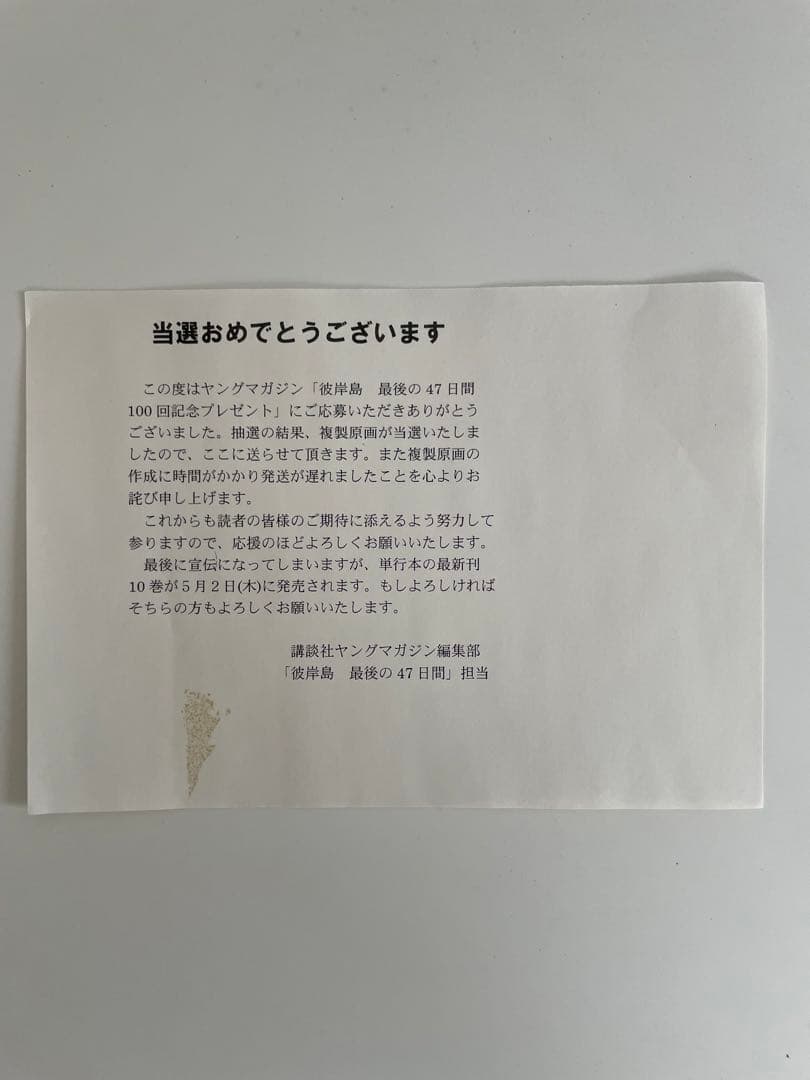 当選おめでとうございます
この度はヤングマガジン「彼岸島　最後の47日間
100回記念プレゼント」にご応募いただきありがとう
ございました。抽選の結果、複製原画が当選いたしま
したので、ここに送らせて頂きます。また複製原画の
作成に時間がかかり発送が遅れましたことを心よりお
詫び申し上げます。
これからも読者の皆様のご期待に添えるよう努力して
参りますので、応援のほどよろしくお願いいたします。
最後に宣伝になってしまいますが、単行本の最新刊
10巻が５月２日(木)に発売されます。もしよろしければ
そちらの方もよろしくお願いいたします。
講談社ヤングマガジン編集部
「彼岸島　最後の47日間」担当